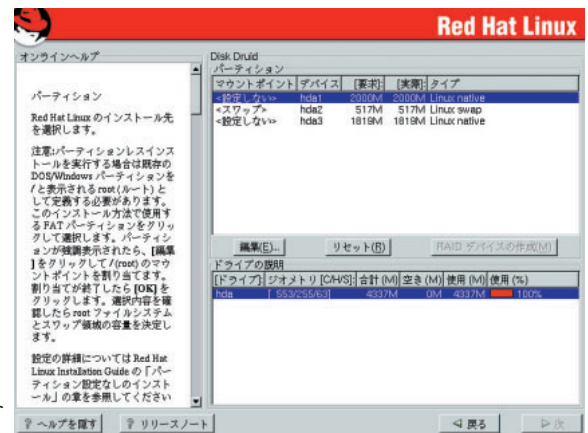 Red Hat Linux
オンラインヘルプ
パーティション
Red Hat Linux のインストール先
を選択します。
注意:パーティションレスインス
トールを実行する場合は既存の
DOS/Windows パーティションを
/ と表示される root (ルート) と
して定義する必要があります。
このインストール方法で使用す
る FAT パーティションをクリッ
クして選択します。パーティシ
ョンが強調表示されたら、[編集
] をクリックして / (root) のマウ
ントポイントを割り当てます。
割り当てが終了したら [OK] を
クリックします。選択内容を確
認したら root ファイルシステム
とスワップ領域の容量を決定し
ます。
設定の詳細については Red Hat
Linux Installation Guide の「パー
ティション設定なしのインスト
ール」の章を参照してください
Disk Druid
パーティション
マウントポイント デバイス [要求]: [実際]: タイプ
<設定しない> hda1 2000M 2000M Linux native
<スワップ> hda2 517M 517M Linux swap
<設定しない> hda3 1819M 1819M Linux native
編集(E)... リセット(R) RAID デバイスの作成(M)
ドライブの説明
[ドライブ]: ジオメトリ [C/H/S]: 合計 (M) 空き (M) 使用 (M) 使用 (%)
hda [ 553/255/63] 4337M 0M 4337M 100%
? ヘルプを隠す ? リリースノート 戻る 次